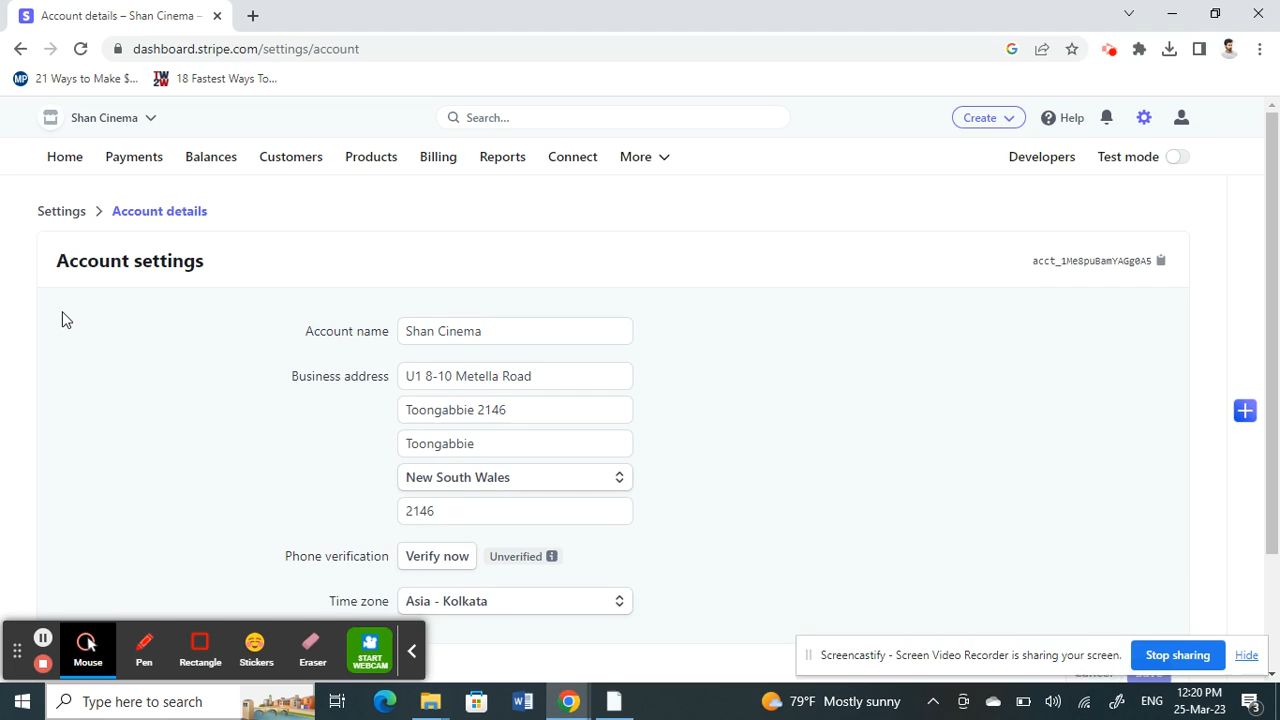 Account details – Shan Cinema –
dashboard.stripe.com/settings/account
21 Ways to Make $...
18 Fastest Ways To...
Shan Cinema
Search...
Create
Help
Home
Payments
Balances
Customers
Products
Billing
Reports
Connect
More
Developers
Test mode
Settings > Account details
Account settings
acct_1Me8puBamYAGg0A5
Account name
Shan Cinema
Business address
U1 8-10 Metella Road
Toongabbie 2146
Toongabbie
New South Wales
2146
Phone verification
Verify now
Unverified
Time zone
Asia - Kolkata
Mouse
Pen
Rectangle
Stickers
Eraser
START WEBCAM
Screencastify - Screen Video Recorder is sharing your screen.
Stop sharing
Hide
Type here to search
79°F Mostly sunny
ENG
12:20 PM
25-Mar-23
3